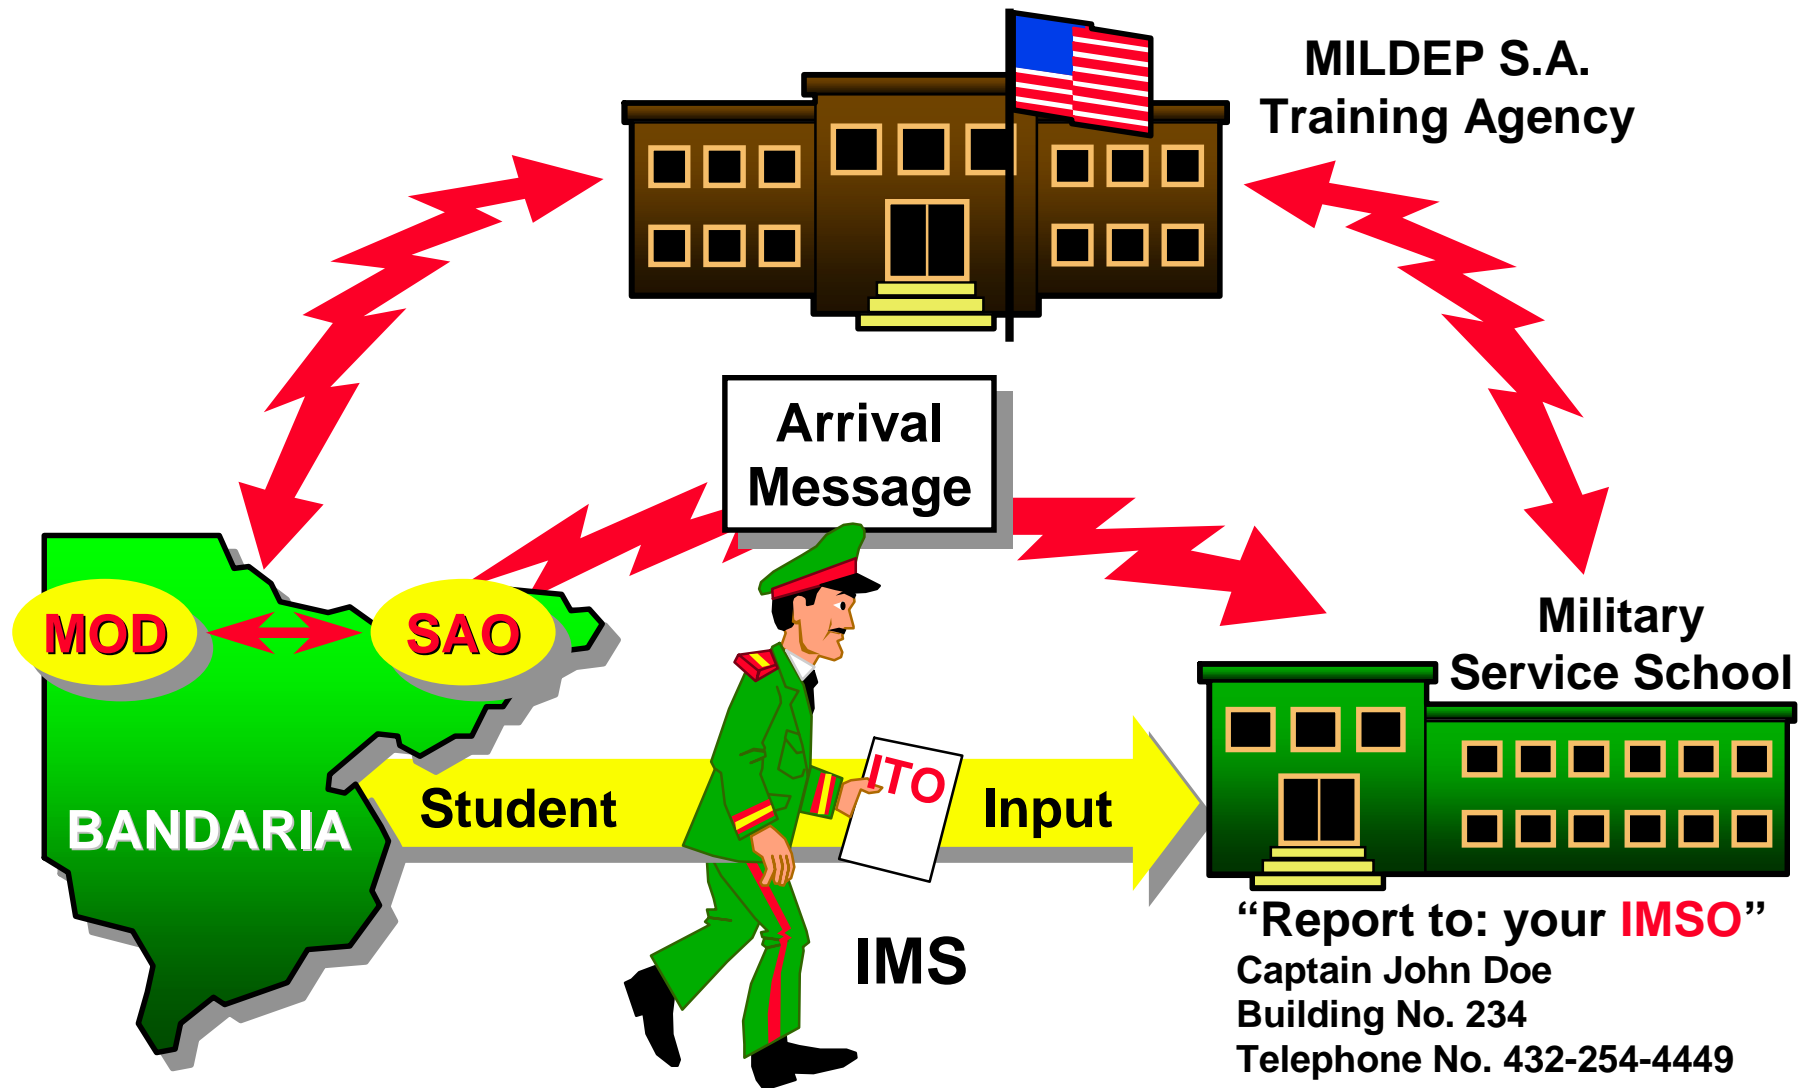 MILDEP S.A.
Training Agency
Arrival
Message
MOD
SAO
Military
Service School
BANDARIA
Student
ITO
Input
IMS
“Report to: your IMSO”
Captain John Doe
Building No. 234
Telephone No. 432-254-4449